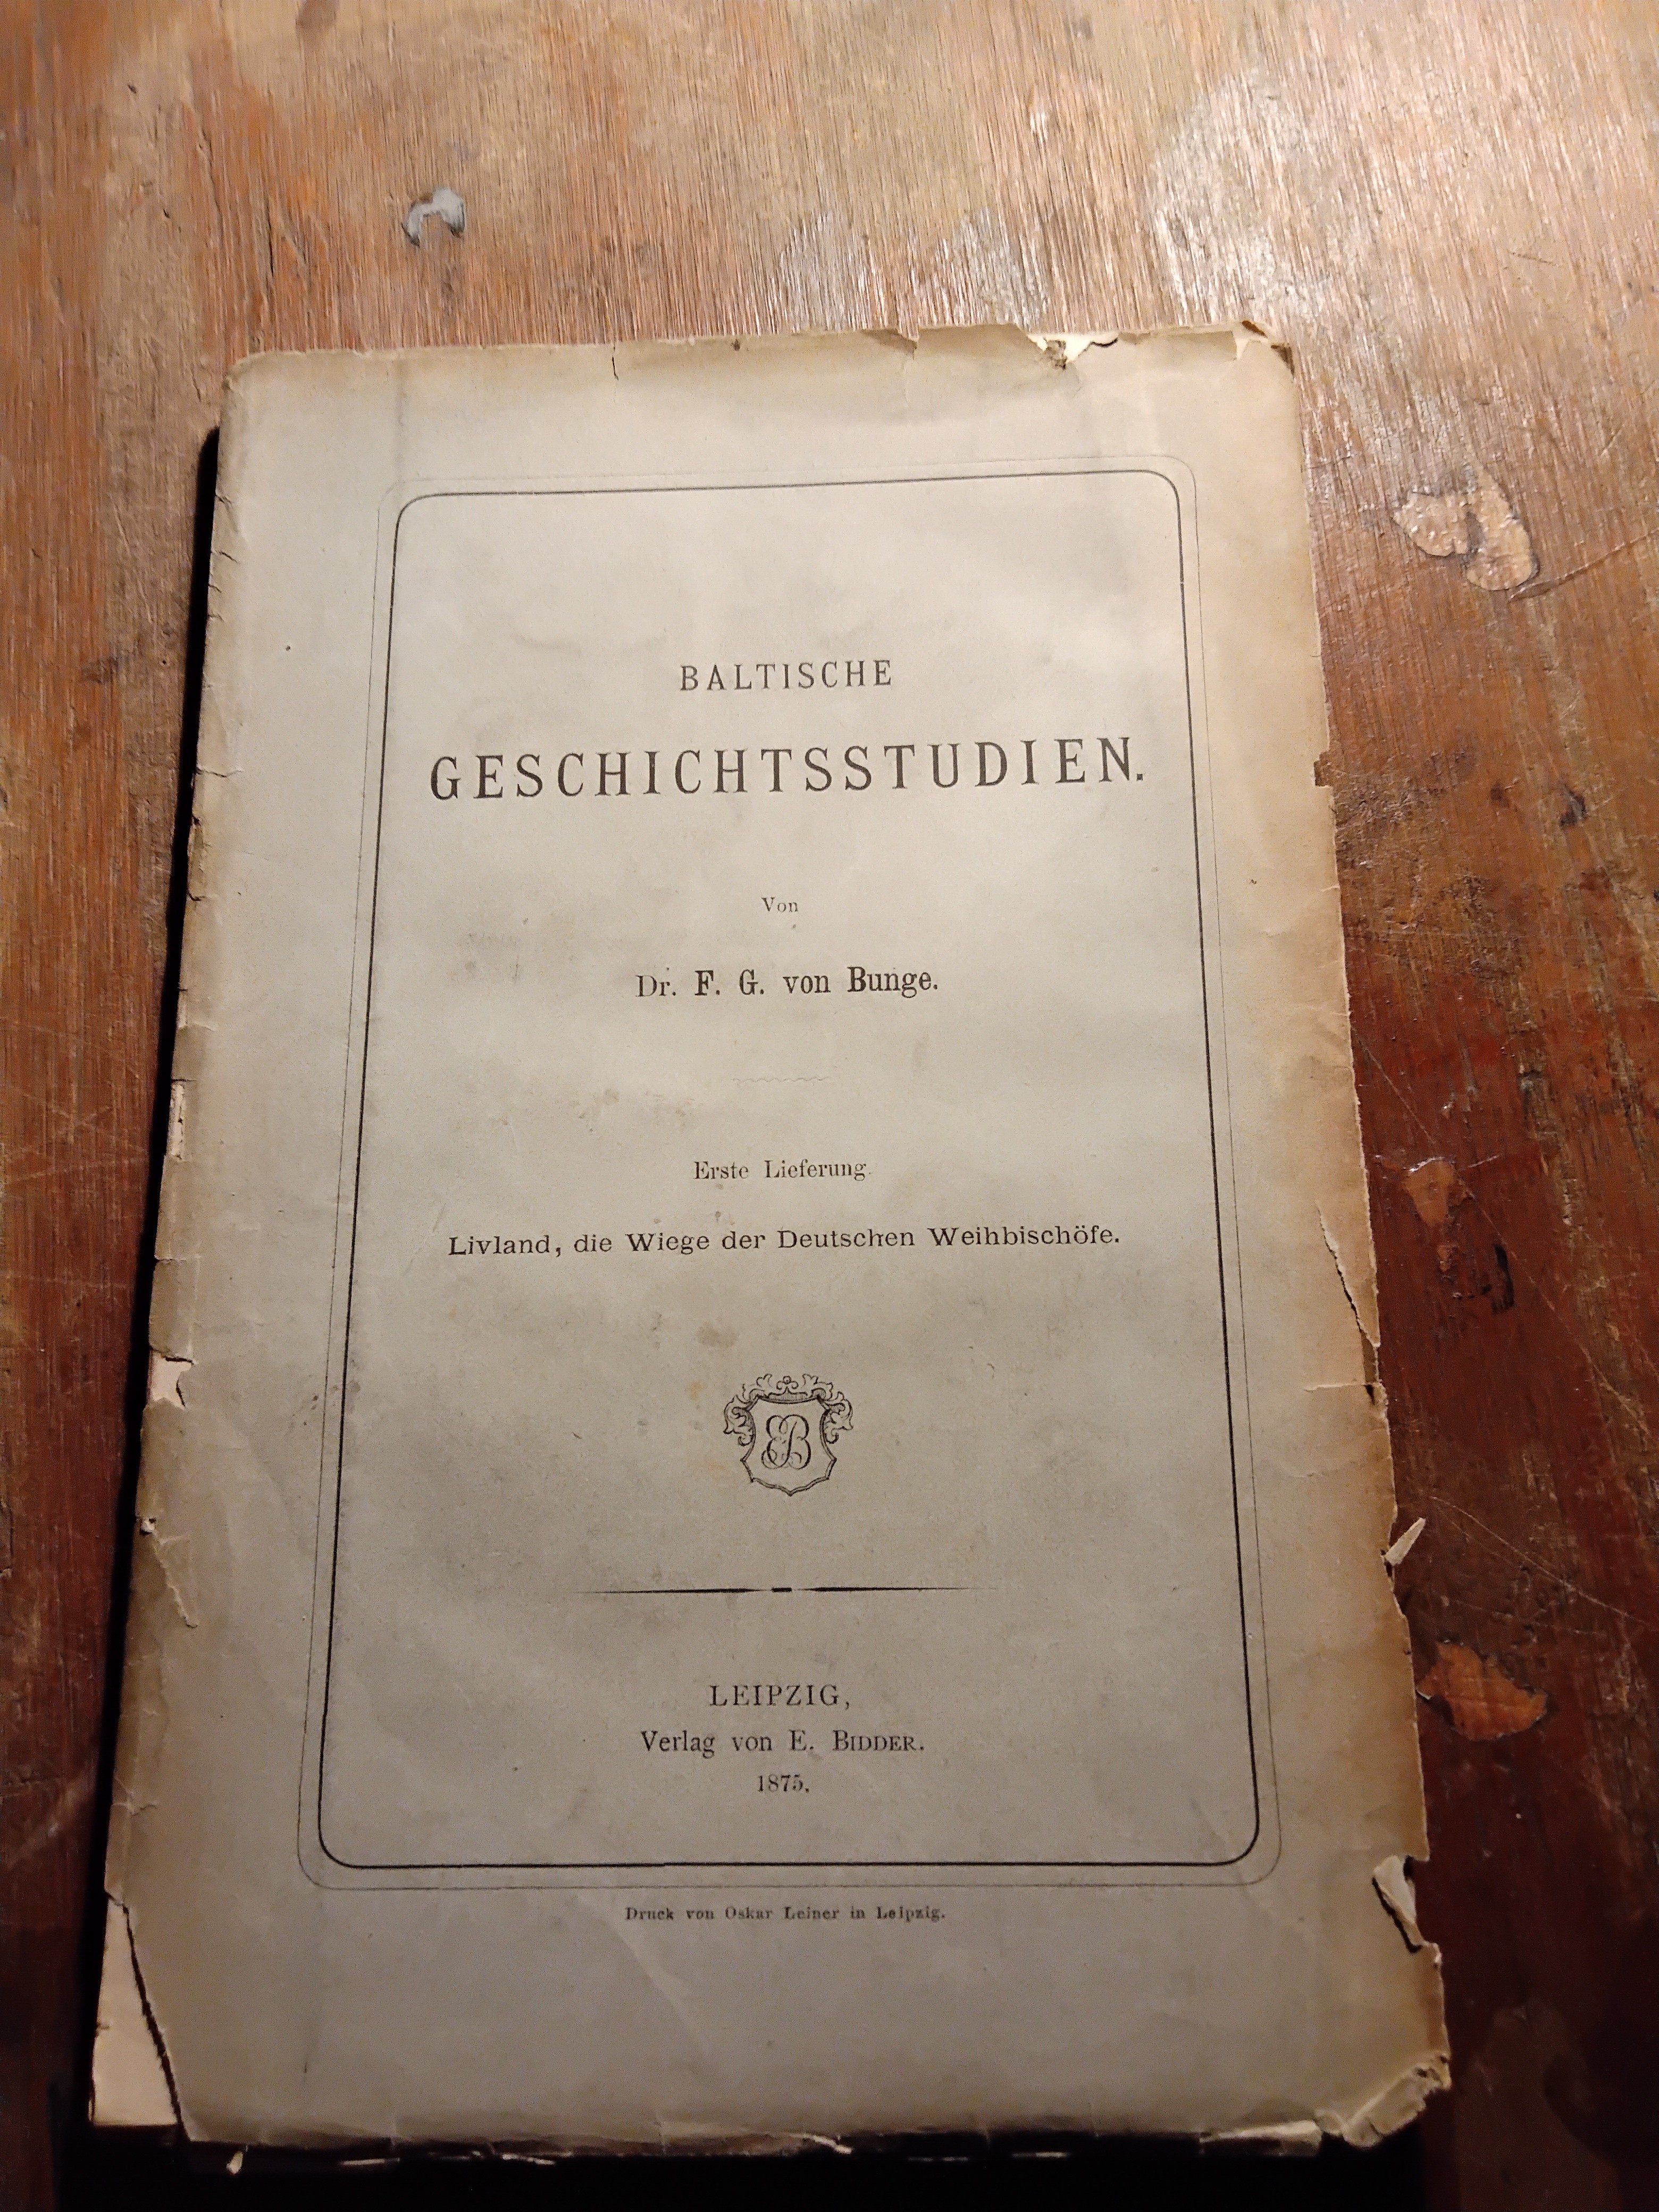 BALTISCHE
GESCHICHTSSTUDIEN.
Von
Dr. F. G. von Bunge.
Erste Lieferung.
Livland, die Wiege der Deutschen Weihbischöfe.
EB
LEIPZIG,
Verlag von E. BIDDER.
1875.
Druck von Oskar Leiner in Leipzig.